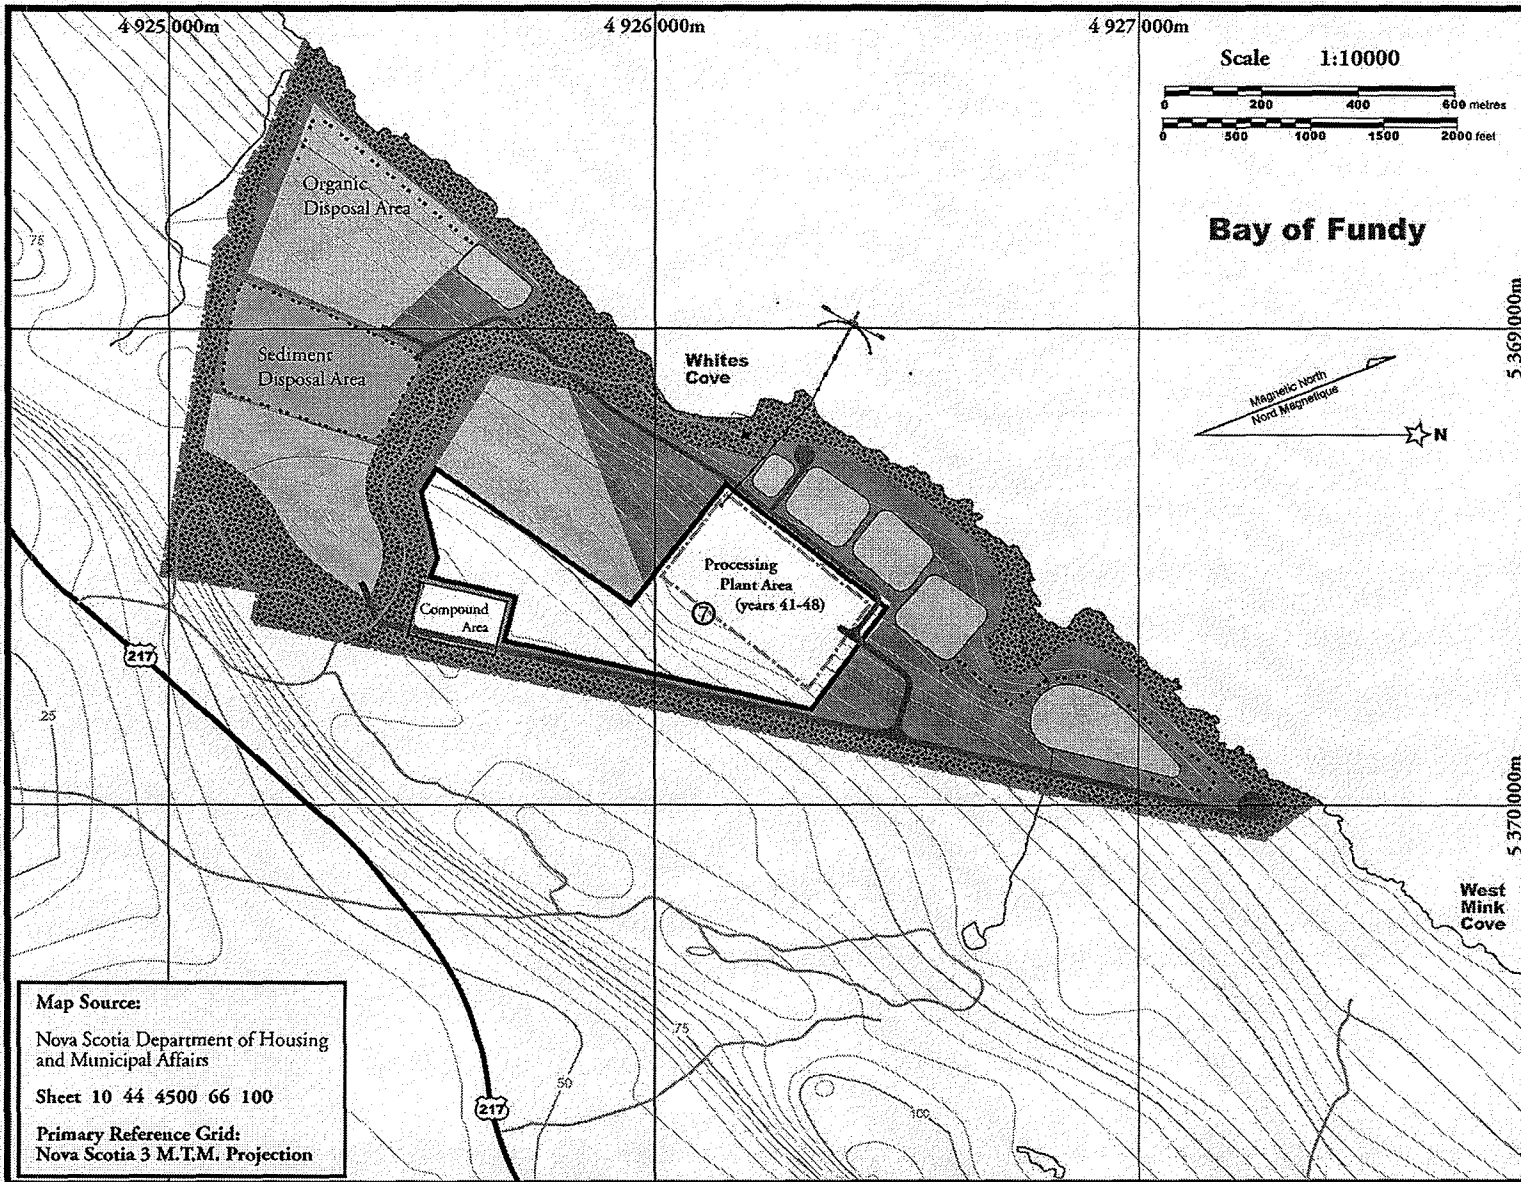 4 925 000m
4 926 000m
4 927 000m
Scale 1:10000
0 200 400 600 metres
0 500 1000 1500 2000 feet
Bay of Fundy
Organic
Disposal Area
75
5 369 000m
Whites
Cove
Sediment
Disposal Area
Magnetic North
Nord Magnetique
N
Processing
Plant Area
(years 41-48)
7
Compound
Area
217
25
5 370 000m
West
Mink
Cove
Map Source:
Nova Scotia Department of Housing
and Municipal Affairs
Sheet 10 44 4500 66 100
Primary Reference Grid:
Nova Scotia 3 M.T.M. Projection
75
50
100
217